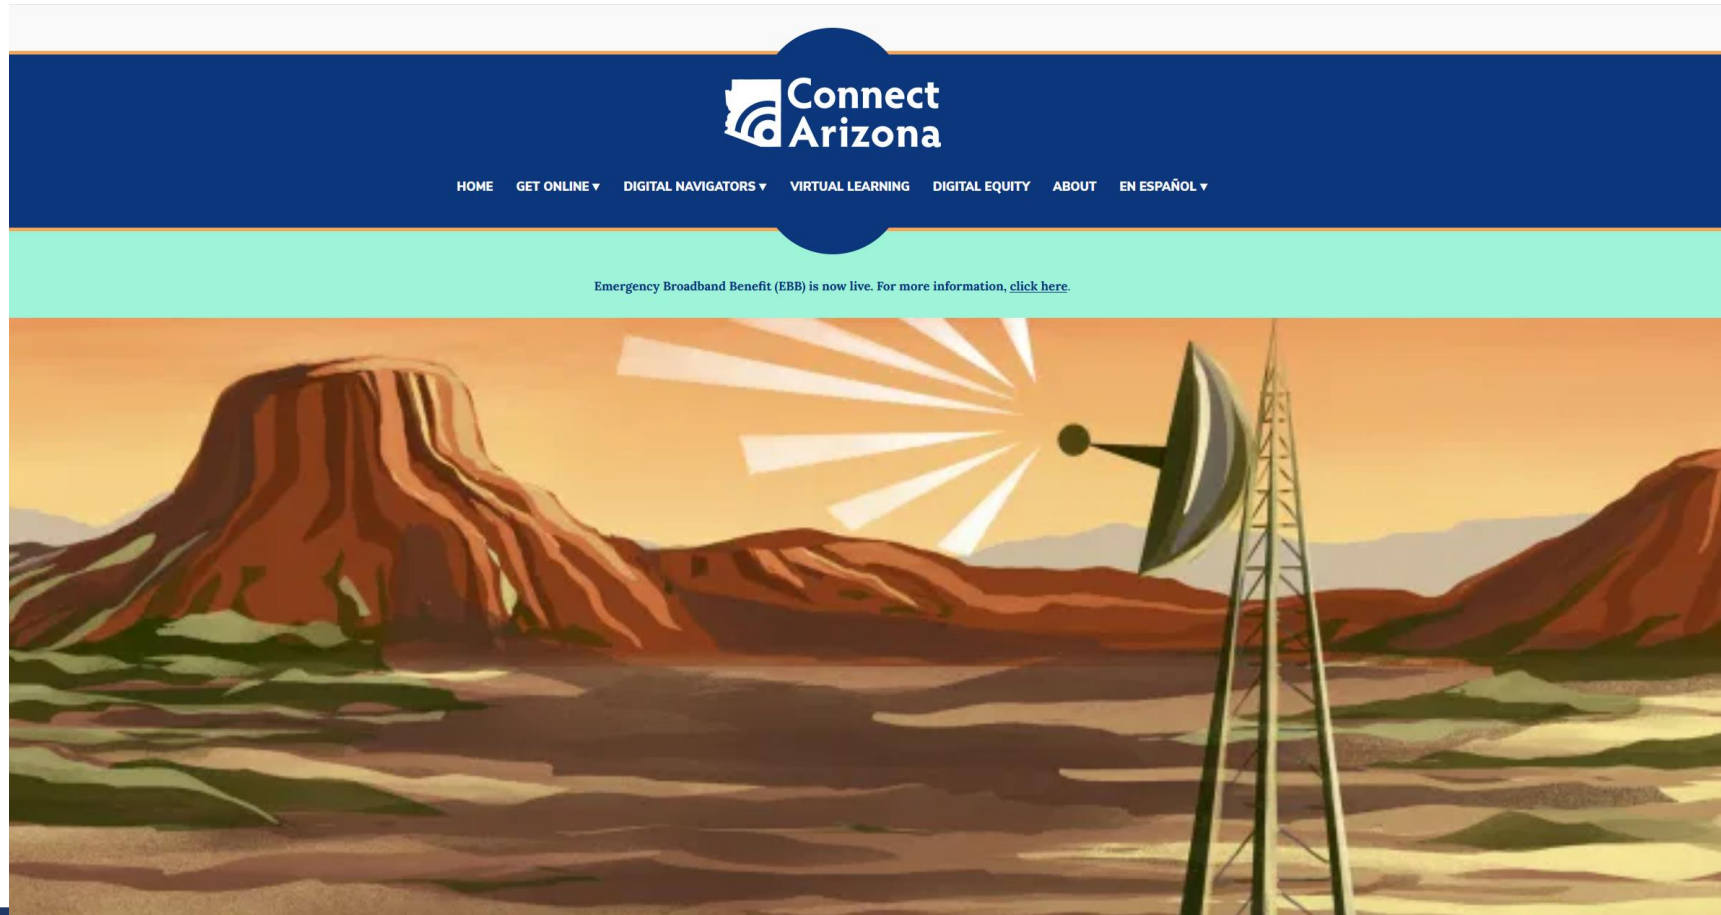 Connect
Arizona
HOME GET ONLINE ▼ DIGITAL NAVIGATORS ▼ VIRTUAL LEARNING DIGITAL EQUITY ABOUT EN ESPAÑOL ▼
Emergency Broadband Benefit (EBB) is now live. For more information, click here.